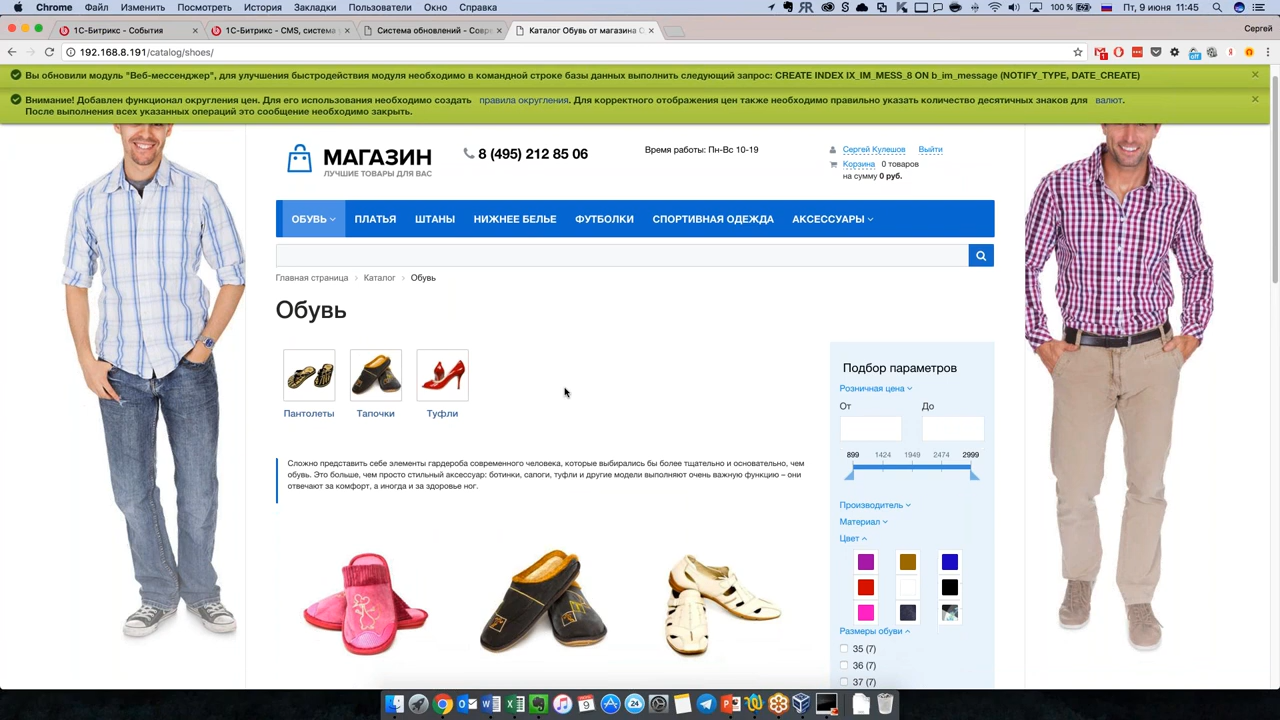 Chrome Файл Изменить Посмотреть История Закладки Пользователи Окно Справка
100 % Пт, 9 июня 11:45
1С-Битрикс - События
1С-Битрикс - CMS, система
Система обновлений - Совре
Каталог Обувь от магазина С
Сергей
192.168.8.191/catalog/shoes/
Вы обновили модуль "Веб-мессенджер", для улучшения быстродействия модуля необходимо в командной строке базы данных выполнить следующий запрос: CREATE INDEX IX_IM_MESS_8 ON b_im_message (NOTIFY_TYPE, DATE_CREATE)
Внимание! Добавлен функционал округления цен. Для его использования необходимо создать правила округления. Для корректного отображения цен также необходимо правильно указать количество десятичных знаков для валют.
После выполнения всех указанных операций это сообщение необходимо закрыть.
МАГАЗИН
ЛУЧШИЕ ТОВАРЫ ДЛЯ ВАС
8 (495) 212 85 06
Время работы: Пн-Вс 10-19
Сергей Кулешов Выйти
Корзина 0 товаров
на сумму 0 руб.
ОБУВЬ ПЛАТЬЯ ШТАНЫ НИЖНЕЕ БЕЛЬЕ ФУТБОЛКИ СПОРТИВНАЯ ОДЕЖДА АКСЕССУАРЫ
Главная страница Каталог Обувь
Обувь
Пантолеты Тапочки Туфли
Сложно представить себе элементы гардероба современного человека, которые выбирались бы более тщательно и основательно, чем
обувь. Это больше, чем просто стильный аксессуар: ботинки, сапоги, туфли и другие модели выполняют очень важную функцию – они
отвечают за комфорт, а иногда и за здоровье ног.
Подбор параметров
Розничная цена
От До
899 1424 1949 2474 2999
Производитель
Материал
Цвет
Размеры обуви
35 (7)
36 (7)
37 (7)